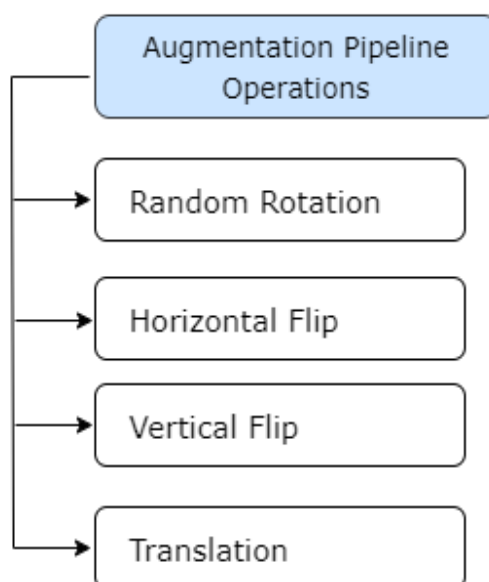 Augmentation Pipeline
Operations
Random Rotation
Horizontal Flip
Vertical Flip
Translation